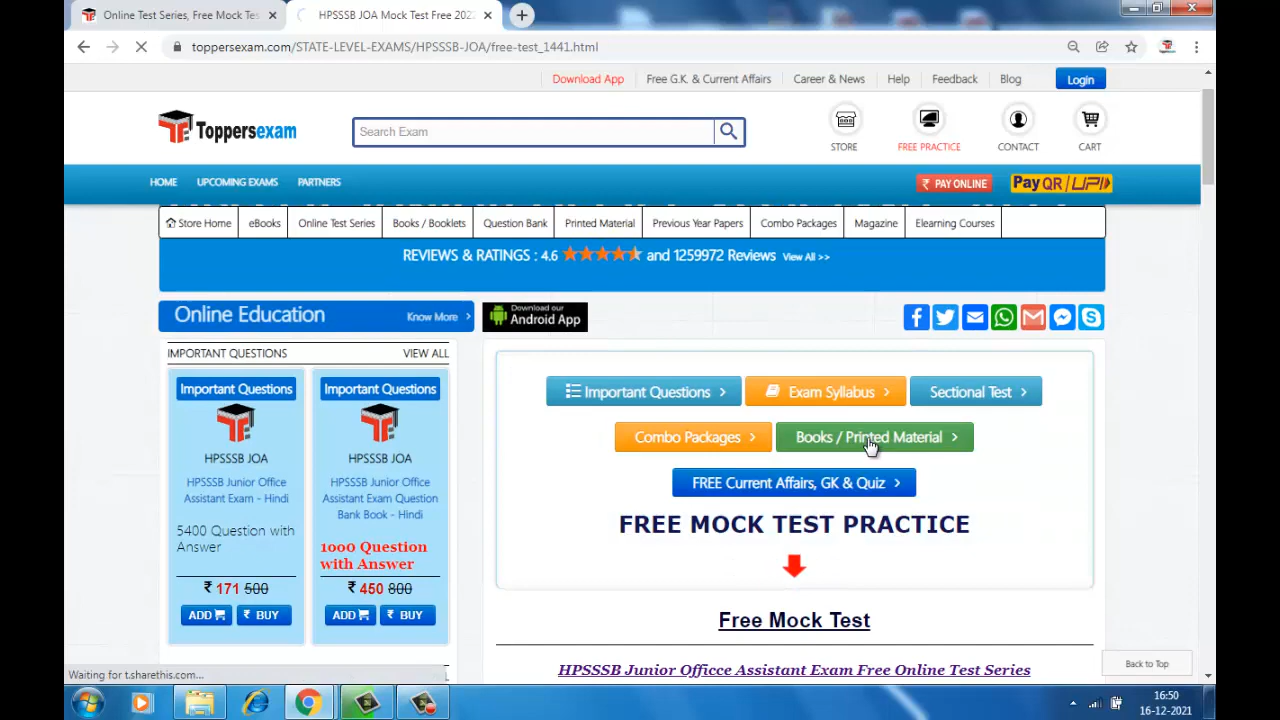 Online Test Series, Free Mock Tes
HPSSSB JOA Mock Test Free 202
toppersexam.com/STATE-LEVEL-EXAMS/HPSSSB-JOA/free-test_1441.html
Download App
Free G.K. & Current Affairs
Career & News
Help
Feedback
Blog
Login
Toppersexam
Search Exam
STORE
FREE PRACTICE
CONTACT
CART
HOME
UPCOMING EXAMS
PARTNERS
₹ PAY ONLINE
Pay QR UPI
Store Home
eBooks
Online Test Series
Books / Booklets
Question Bank
Printed Material
Previous Year Papers
Combo Packages
Magazine
Elearning Courses
REVIEWS & RATINGS : 4.6 and 1259972 Reviews View All >>
Online Education
Know More >
Download our
Android App
IMPORTANT QUESTIONS
VIEW ALL
Important Questions
HPSSSB JOA
HPSSSB Junior Office
Assistant Exam - Hindi
5400 Question with
Answer
₹ 171 500
ADD
₹ BUY
Important Questions
HPSSSB JOA
HPSSSB Junior Office
Assistant Exam Question
Bank Book - Hindi
1000 Question
with Answer
₹ 450 800
ADD
₹ BUY
Important Questions >
Exam Syllabus >
Sectional Test >
Combo Packages >
Books / Printed Material >
FREE Current Affairs, GK & Quiz >
FREE MOCK TEST PRACTICE
Free Mock Test
HPSSSB Junior Officce Assistant Exam Free Online Test Series
Back to Top
Waiting for t.sharethis.com...
16:50
16-12-2021